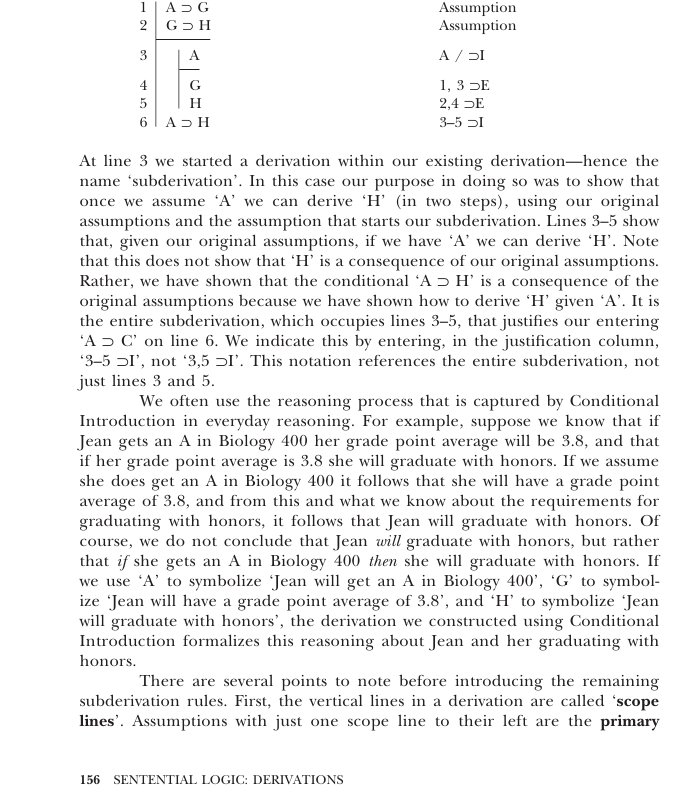 1 A ⊃ G Assumption
2 G ⊃ H Assumption
3 A A / ⊃I
4 G 1, 3 ⊃E
5 H 2,4 ⊃E
6 A ⊃ H 3–5 ⊃I
At line 3 we started a derivation within our existing derivation—hence the
name ‘subderivation’. In this case our purpose in doing so was to show that
once we assume ‘A’ we can derive ‘H’ (in two steps), using our original
assumptions and the assumption that starts our subderivation. Lines 3–5 show
that, given our original assumptions, if we have ‘A’ we can derive ‘H’. Note
that this does not show that ‘H’ is a consequence of our original assumptions.
Rather, we have shown that the conditional ‘A ⊃ H’ is a consequence of the
original assumptions because we have shown how to derive ‘H’ given ‘A’. It is
the entire subderivation, which occupies lines 3–5, that justifies our entering
‘A ⊃ C’ on line 6. We indicate this by entering, in the justification column,
‘3–5 ⊃I’, not ‘3,5 ⊃I’. This notation references the entire subderivation, not
just lines 3 and 5.
We often use the reasoning process that is captured by Conditional
Introduction in everyday reasoning. For example, suppose we know that if
Jean gets an A in Biology 400 her grade point average will be 3.8, and that
if her grade point average is 3.8 she will graduate with honors. If we assume
she does get an A in Biology 400 it follows that she will have a grade point
average of 3.8, and from this and what we know about the requirements for
graduating with honors, it follows that Jean will graduate with honors. Of
course, we do not conclude that Jean will graduate with honors, but rather
that if she gets an A in Biology 400 then she will graduate with honors. If
we use ‘A’ to symbolize ‘Jean will get an A in Biology 400’, ‘G’ to symbol-
ize ‘Jean will have a grade point average of 3.8’, and ‘H’ to symbolize ‘Jean
will graduate with honors’, the derivation we constructed using Conditional
Introduction formalizes this reasoning about Jean and her graduating with
honors.
There are several points to note before introducing the remaining
subderivation rules. First, the vertical lines in a derivation are called ‘scope
lines’. Assumptions with just one scope line to their left are the primary
156 SENTENTIAL LOGIC: DERIVATIONS